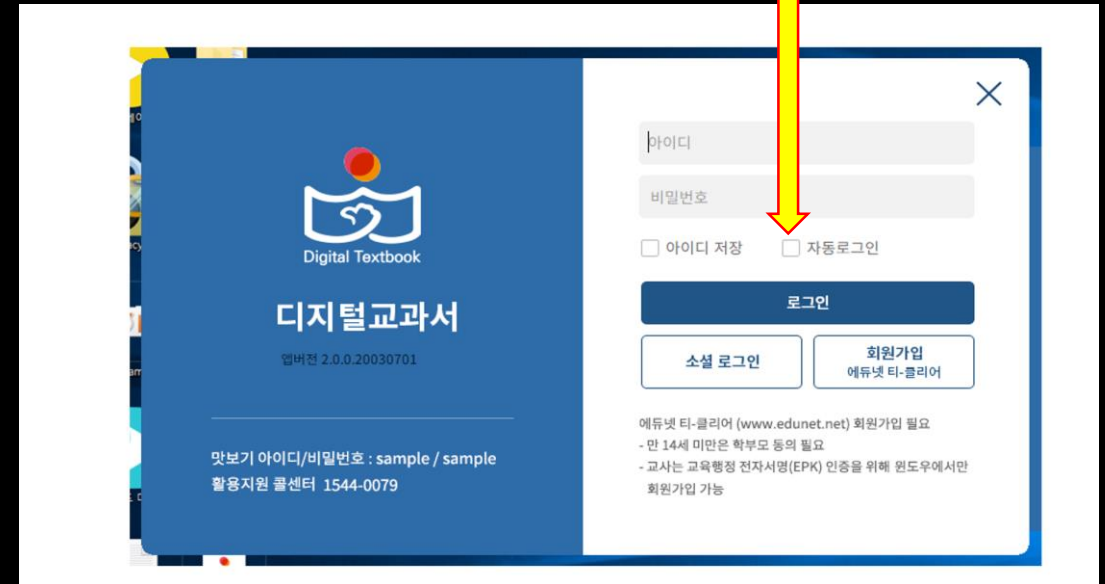 Digital Textbook
디지털교과서
앱버전 2.0.0.20030701
맛보기 아이디/비밀번호 : sample / sample
활용지원 콜센터 1544-0079
아이디
비밀번호
아이디 저장
자동로그인
로그인
소셜 로그인
회원가입
에듀넷 티-클리어
에듀넷 티-클리어 (www.edunet.net) 회원가입 필요
- 만 14세 미만은 학부모 동의 필요
- 교사는 교육행정 전자서명(EPK) 인증을 위해 윈도우에서만
회원가입 가능